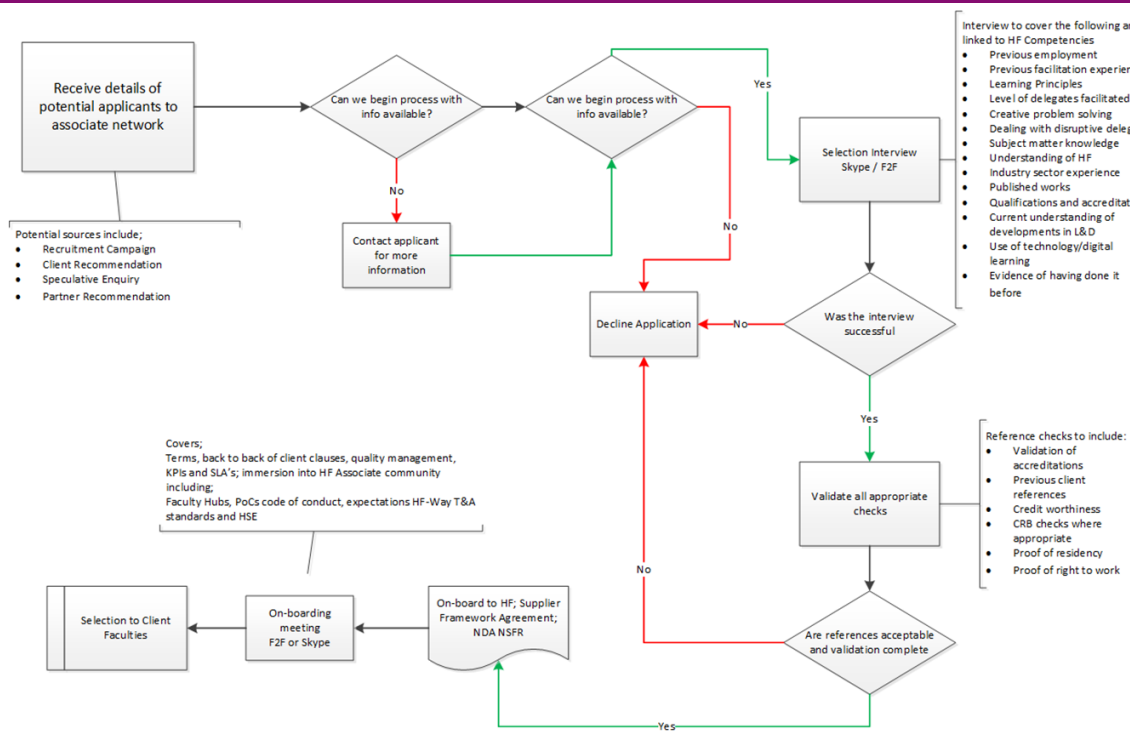 Receive details of
potential applicants to
associate network
Can we begin process with
info available?
Can we begin process with
info available?
Yes
No
Contact applicant
for more
information
No
Potential sources include;
• Recruitment Campaign
• Client Recommendation
• Speculative Enquiry
• Partner Recommendation
Selection Interview
Skype / F2F
Interview to cover the following
linked to HF Competencies
• Previous employment
• Previous facilitation
• Learning Principles
• Level of delegates facilitated
• Creative problem solving
• Dealing with disruptive
• Subject matter knowledge
• Understanding of HF
• Industry sector experience
• Published works
• Qualifications and
• Current understanding of
developments in L&D
• Use of technology/digital
learning
• Evidence of having done it
before
Decline Application
No
Was the interview
successful
Yes
Validate all appropriate
checks
Reference checks to include:
• Validation of
accreditations
• Previous client
references
• Credit worthiness
• CRB checks where
appropriate
• Proof of residency
• Proof of right to work
No
Are references acceptable
and validation complete
Yes
Covers;
Terms, back to back of client clauses, quality management,
KPIs and SLA's; immersion into HF Associate community
including;
Faculty Hubs, PoCs code of conduct, expectations HF-Way T&A
standards and HSE
On-board to HF; Supplier
Framework Agreement;
NDA NSFR
On-boarding
meeting
F2F or Skype
Selection to Client
Faculties